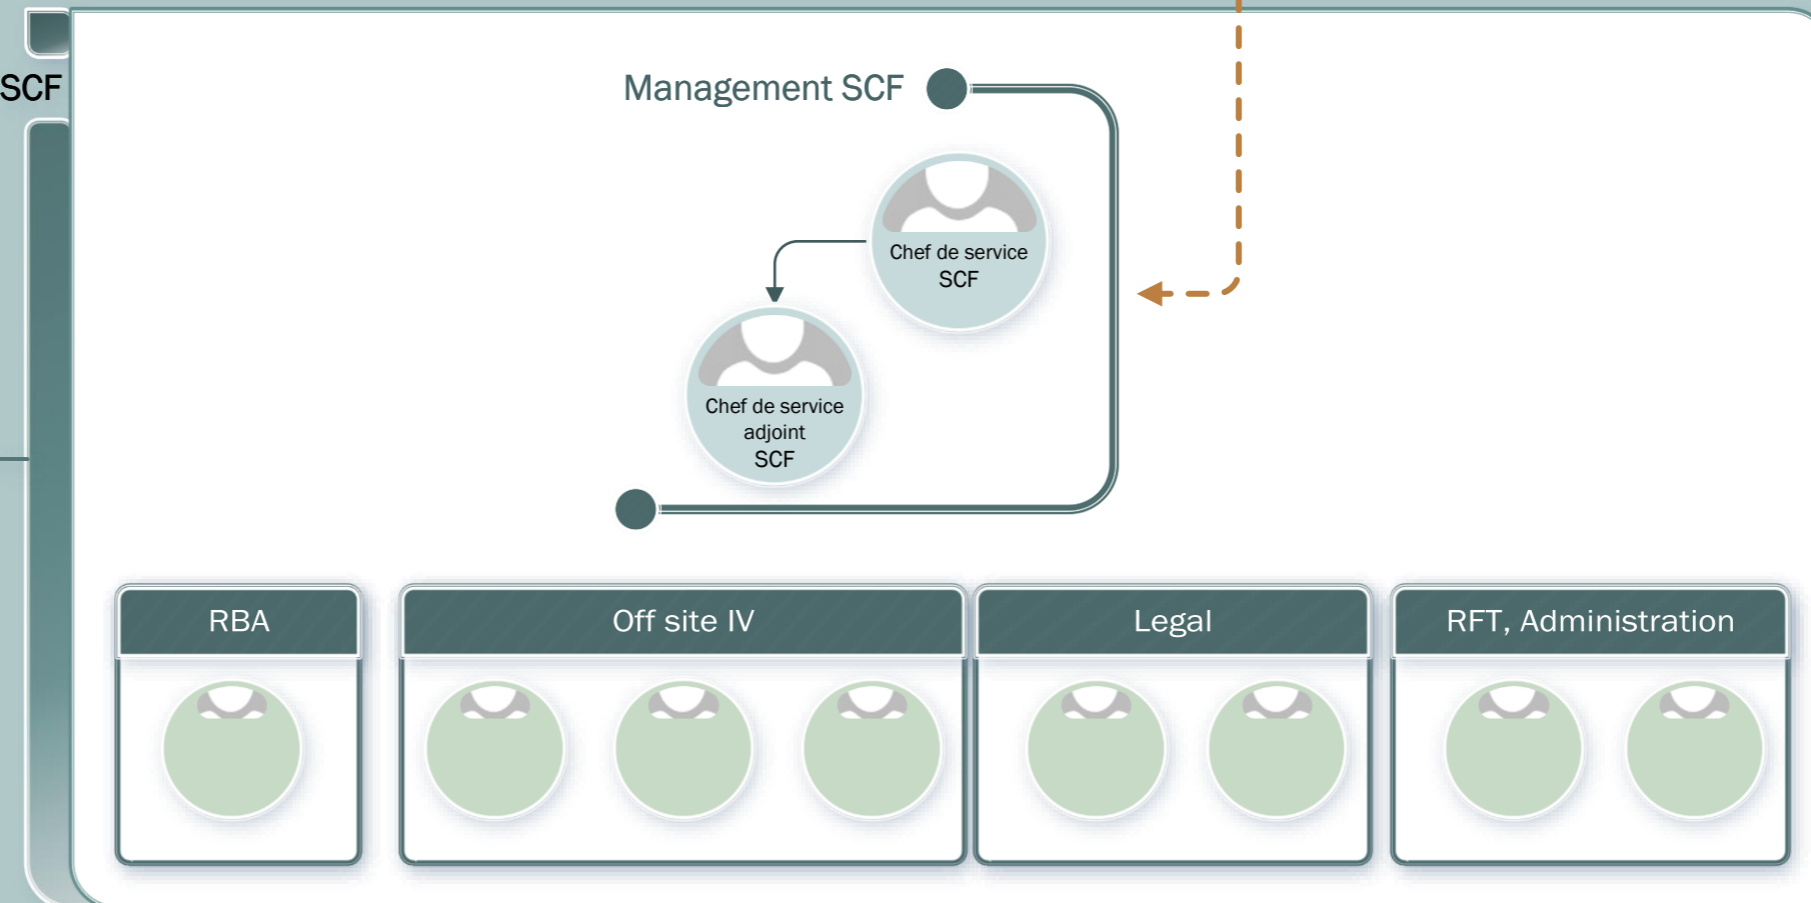 SCF
Management SCF
Chef de service
SCF
Chef de service
adjoint
SCF
RBA
Off site IV
Legal
RFT, Administration